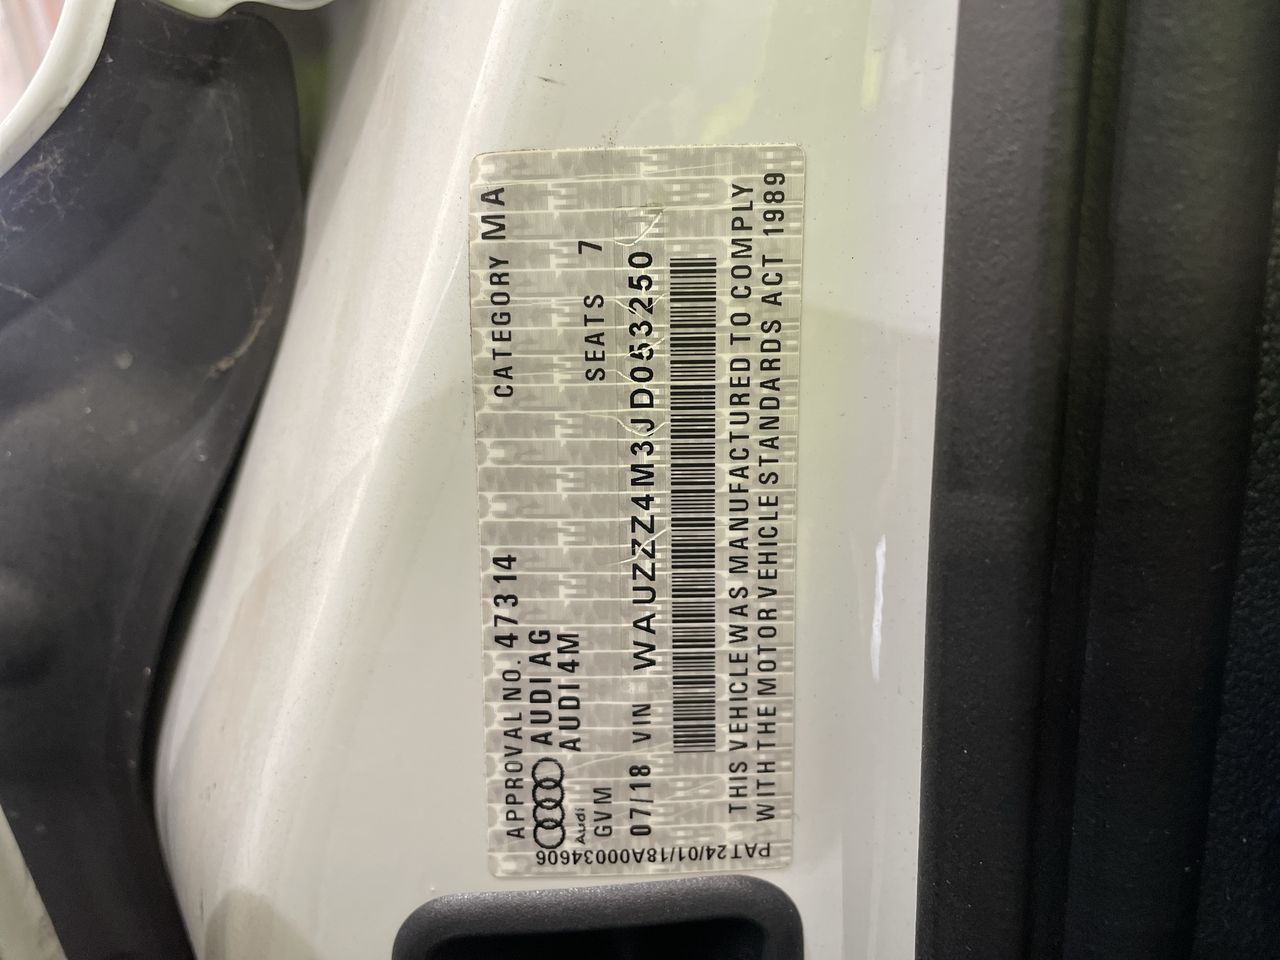 APPROVAL NO. 47314 CATEGORY MA
AUDI AG
AUDI 4M
Audi
GVM SEATS 7
07/18 VIN WAUZZZ4M3JD053250
THIS VEHICLE WAS MANUFACTURED TO COMPLY
WITH THE MOTOR VEHICLE STANDARDS ACT 1989
PAT24/01/18A00034606